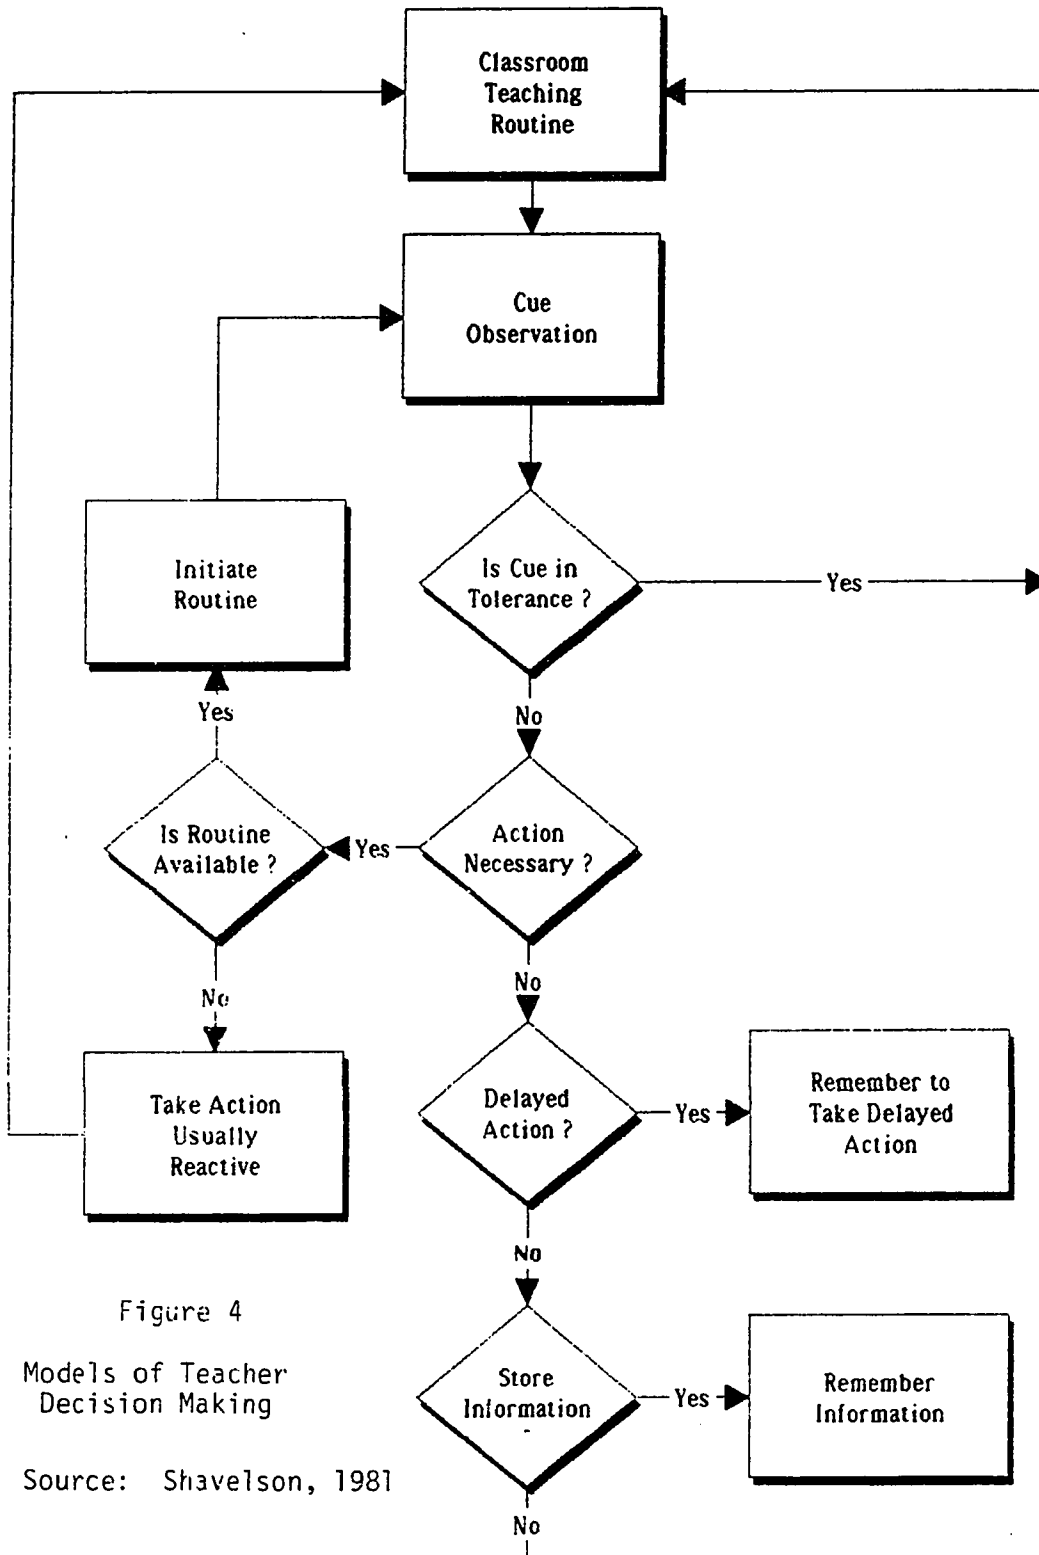 Classroom
Teaching
Routine
Cue
Observation
Initiate
Routine
Is Cue in
Tolerance ?
Yes
Yes
No
Is Routine
Available ?
Yes
Action
Necessary ?
No
No
Take Action
Usually
Reactive
Delayed
Action ?
Yes
Remember to
Take Delayed
Action
No
Figure 4
Models of Teacher
Decision Making
Source: Shavelson, 1981
Store
Information
Yes
Remember
Information
No